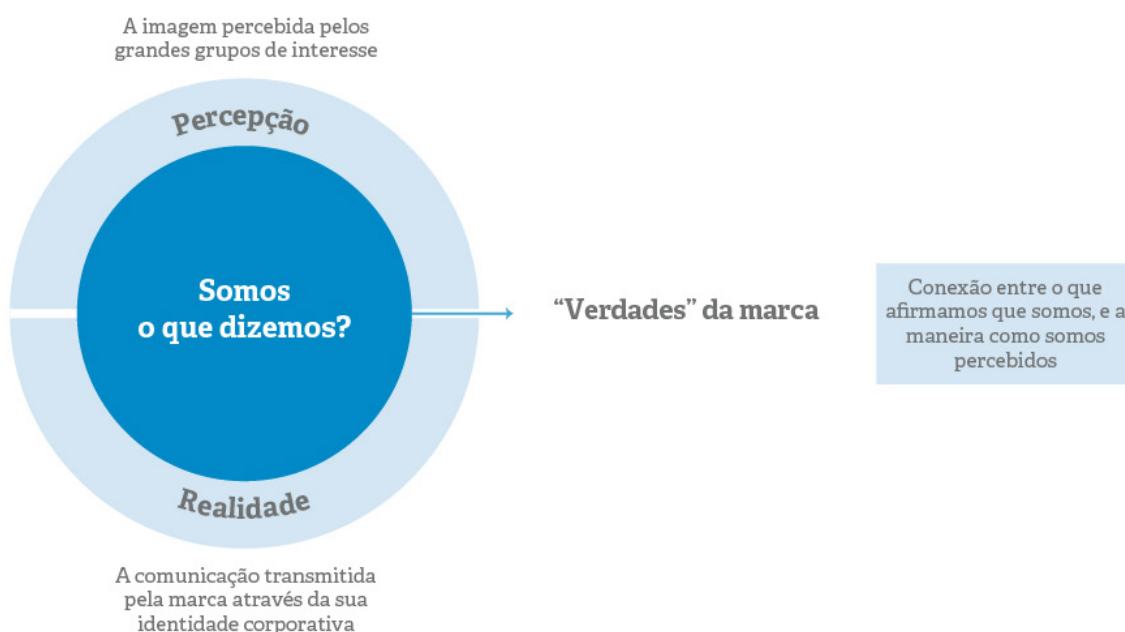 A imagem percebida pelos
grandes grupos de interesse
Percepção
Somos
o que dizemos?
“Verdades” da marca
Conexão entre o que
afirmamos que somos, e a
maneira como somos
percebidos
Realidade
A comunicação transmitida
pela marca através da sua
identidade corporativa